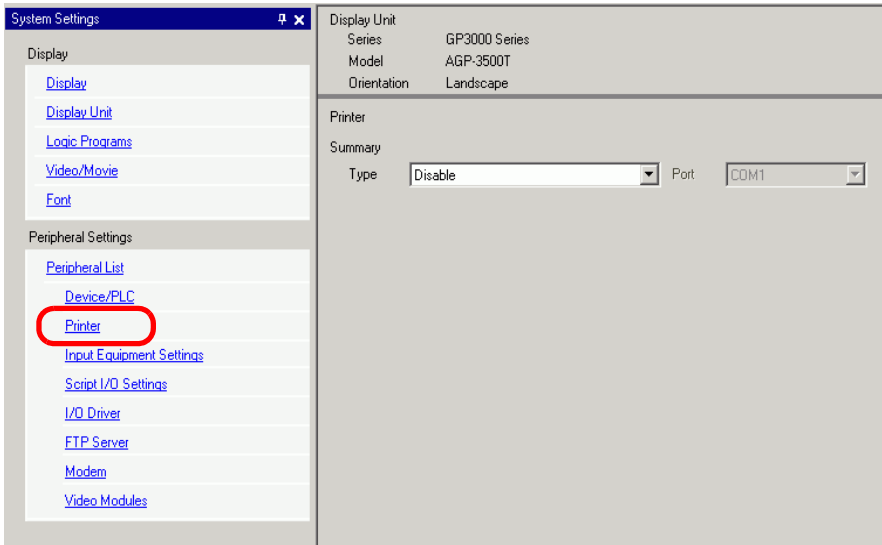 System Settings
Display
Display
Display Unit
Logic Programs
Video/Movie
Font
Peripheral Settings
Peripheral List
Device/PLC
Printer
Input Equipment Settings
Script I/O Settings
I/O Driver
FTP Server
Modem
Video Modules
Display Unit
Series GP3000 Series
Model AGP-3500T
Orientation Landscape
Printer
Summary
Type Disable Port COM1